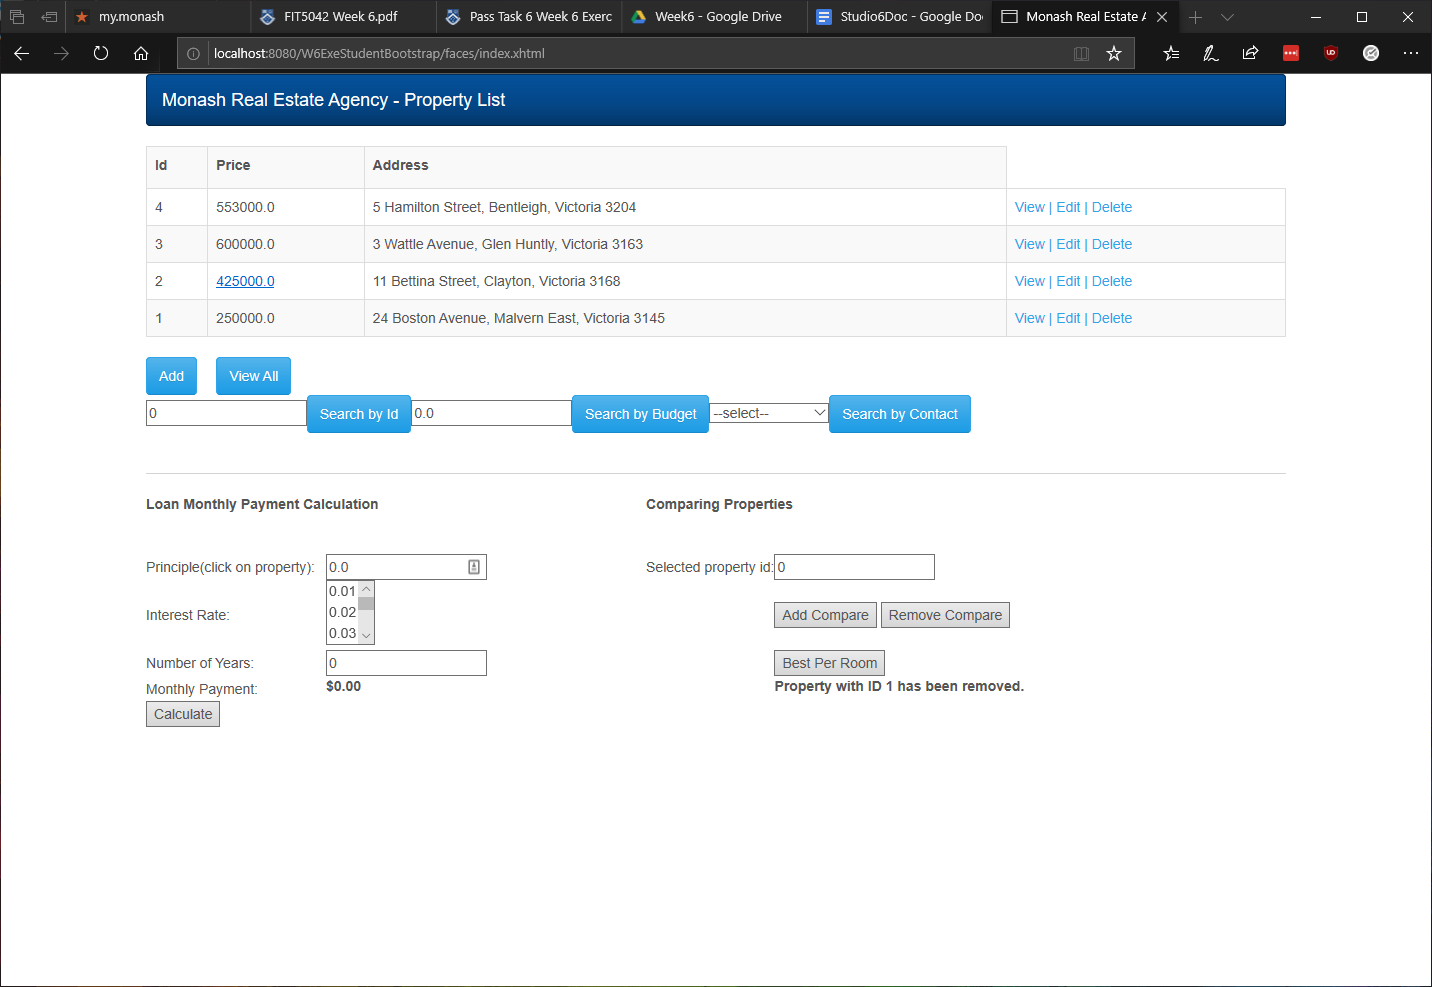 my.monash
FIT5042 Week 6.pdf
Pass Task 6 Week 6 Exerc
Week6 - Google Drive
Studio6Doc - Google Do
Monash Real Estate A
localhost:8080/W6ExeStudentBootstrap/faces/index.xhtml
Monash Real Estate Agency - Property List
Id Price Address
4 553000.0 5 Hamilton Street, Bentleigh, Victoria 3204 View | Edit | Delete
3 600000.0 3 Wattle Avenue, Glen Huntly, Victoria 3163 View | Edit | Delete
2 425000.0 11 Bettina Street, Clayton, Victoria 3168 View | Edit | Delete
1 250000.0 24 Boston Avenue, Malvern East, Victoria 3145 View | Edit | Delete
Add View All
0 Search by Id 0.0 Search by Budget --select-- Search by Contact
Loan Monthly Payment Calculation
Principle(click on property): 0.0
Interest Rate:
0.01
0.02
0.03
Number of Years: 0
Monthly Payment: $0.00
Calculate
Comparing Properties
Selected property id: 0
Add Compare Remove Compare
Best Per Room
Property with ID 1 has been removed.